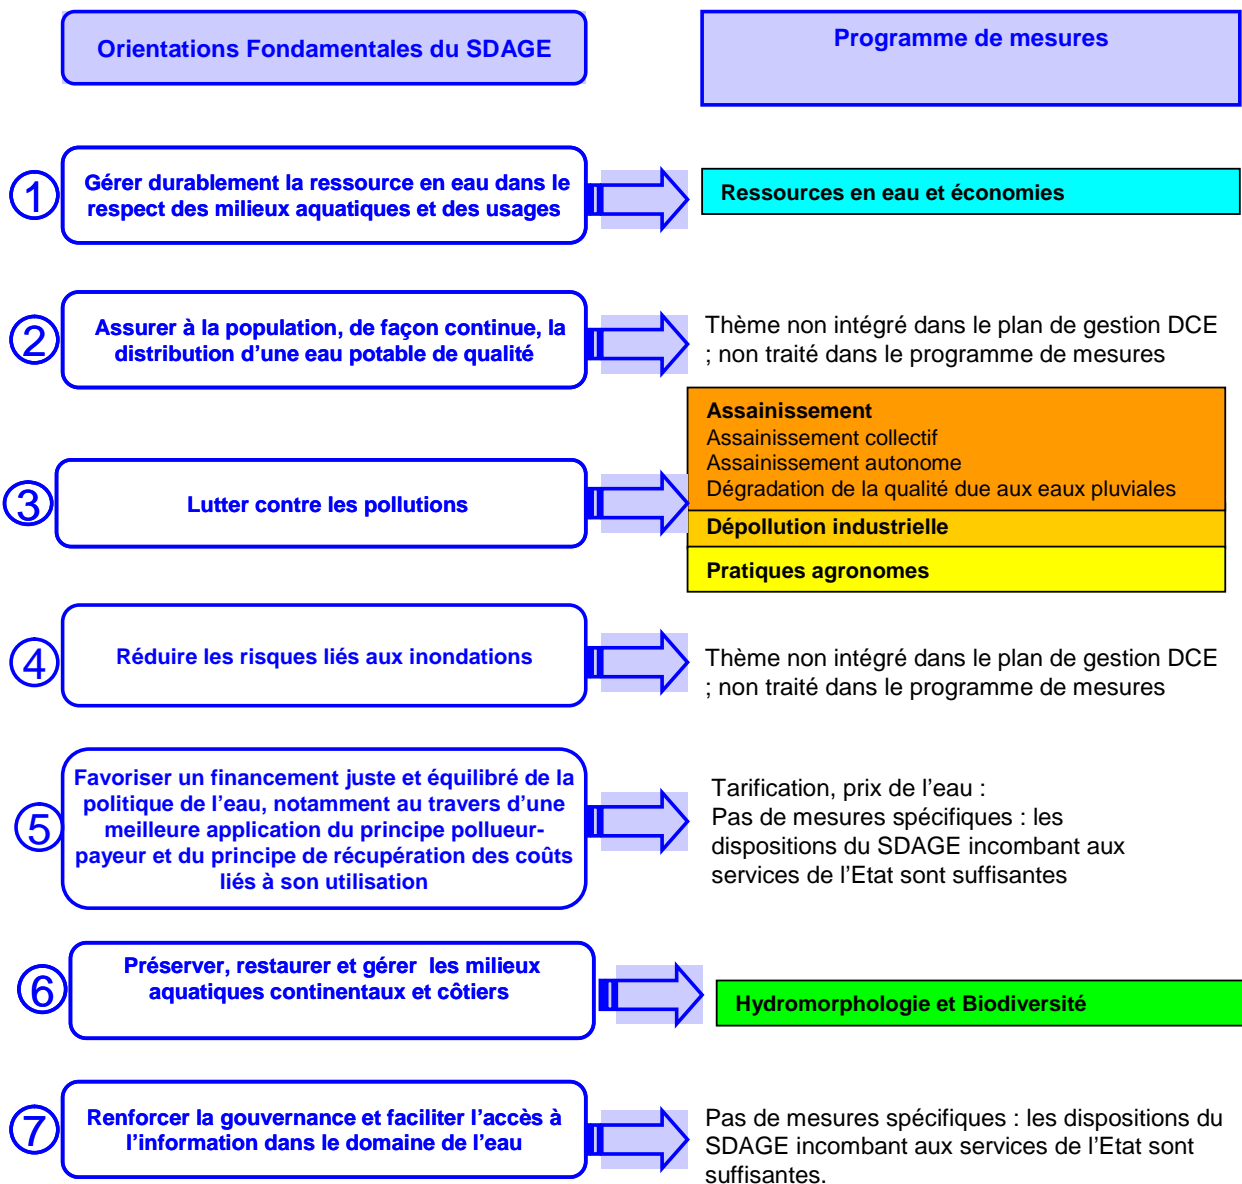 Orientations Fondamentales du SDAGE
Programme de mesures
1
Gérer durablement la ressource en eau dans le
respect des milieux aquatiques et des usages
Ressources en eau et économies
2
Assurer à la population, de façon continue, la
distribution d’une eau potable de qualité
Thème non intégré dans le plan de gestion DCE
; non traité dans le programme de mesures
3
Lutter contre les pollutions
Assainissement
Assainissement collectif
Assainissement autonome
Dégradation de la qualité due aux eaux pluviales
Dépollution industrielle
Pratiques agronomes
4
Réduire les risques liés aux inondations
Thème non intégré dans le plan de gestion DCE
; non traité dans le programme de mesures
5
Favoriser un financement juste et équilibré de la
politique de l’eau, notamment au travers d’une
meilleure application du principe pollueur-
payeur et du principe de récupération des coûts
liés à son utilisation
Tarification, prix de l’eau :
Pas de mesures spécifiques : les
dispositions du SDAGE incombant aux
services de l’Etat sont suffisantes
6
Préserver, restaurer et gérer les milieux
aquatiques continentaux et côtiers
Hydromorphologie et Biodiversité
7
Renforcer la gouvernance et faciliter l’accès à
l’information dans le domaine de l’eau
Pas de mesures spécifiques : les dispositions du
SDAGE incombant aux services de l’Etat sont
suffisantes.